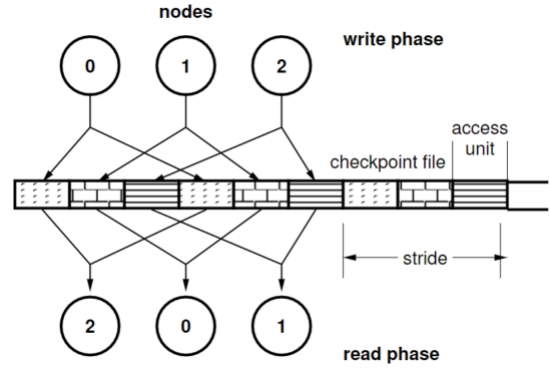 nodes
write phase
0
1
2
access
unit
checkpoint file
stride
2
0
1
read phase